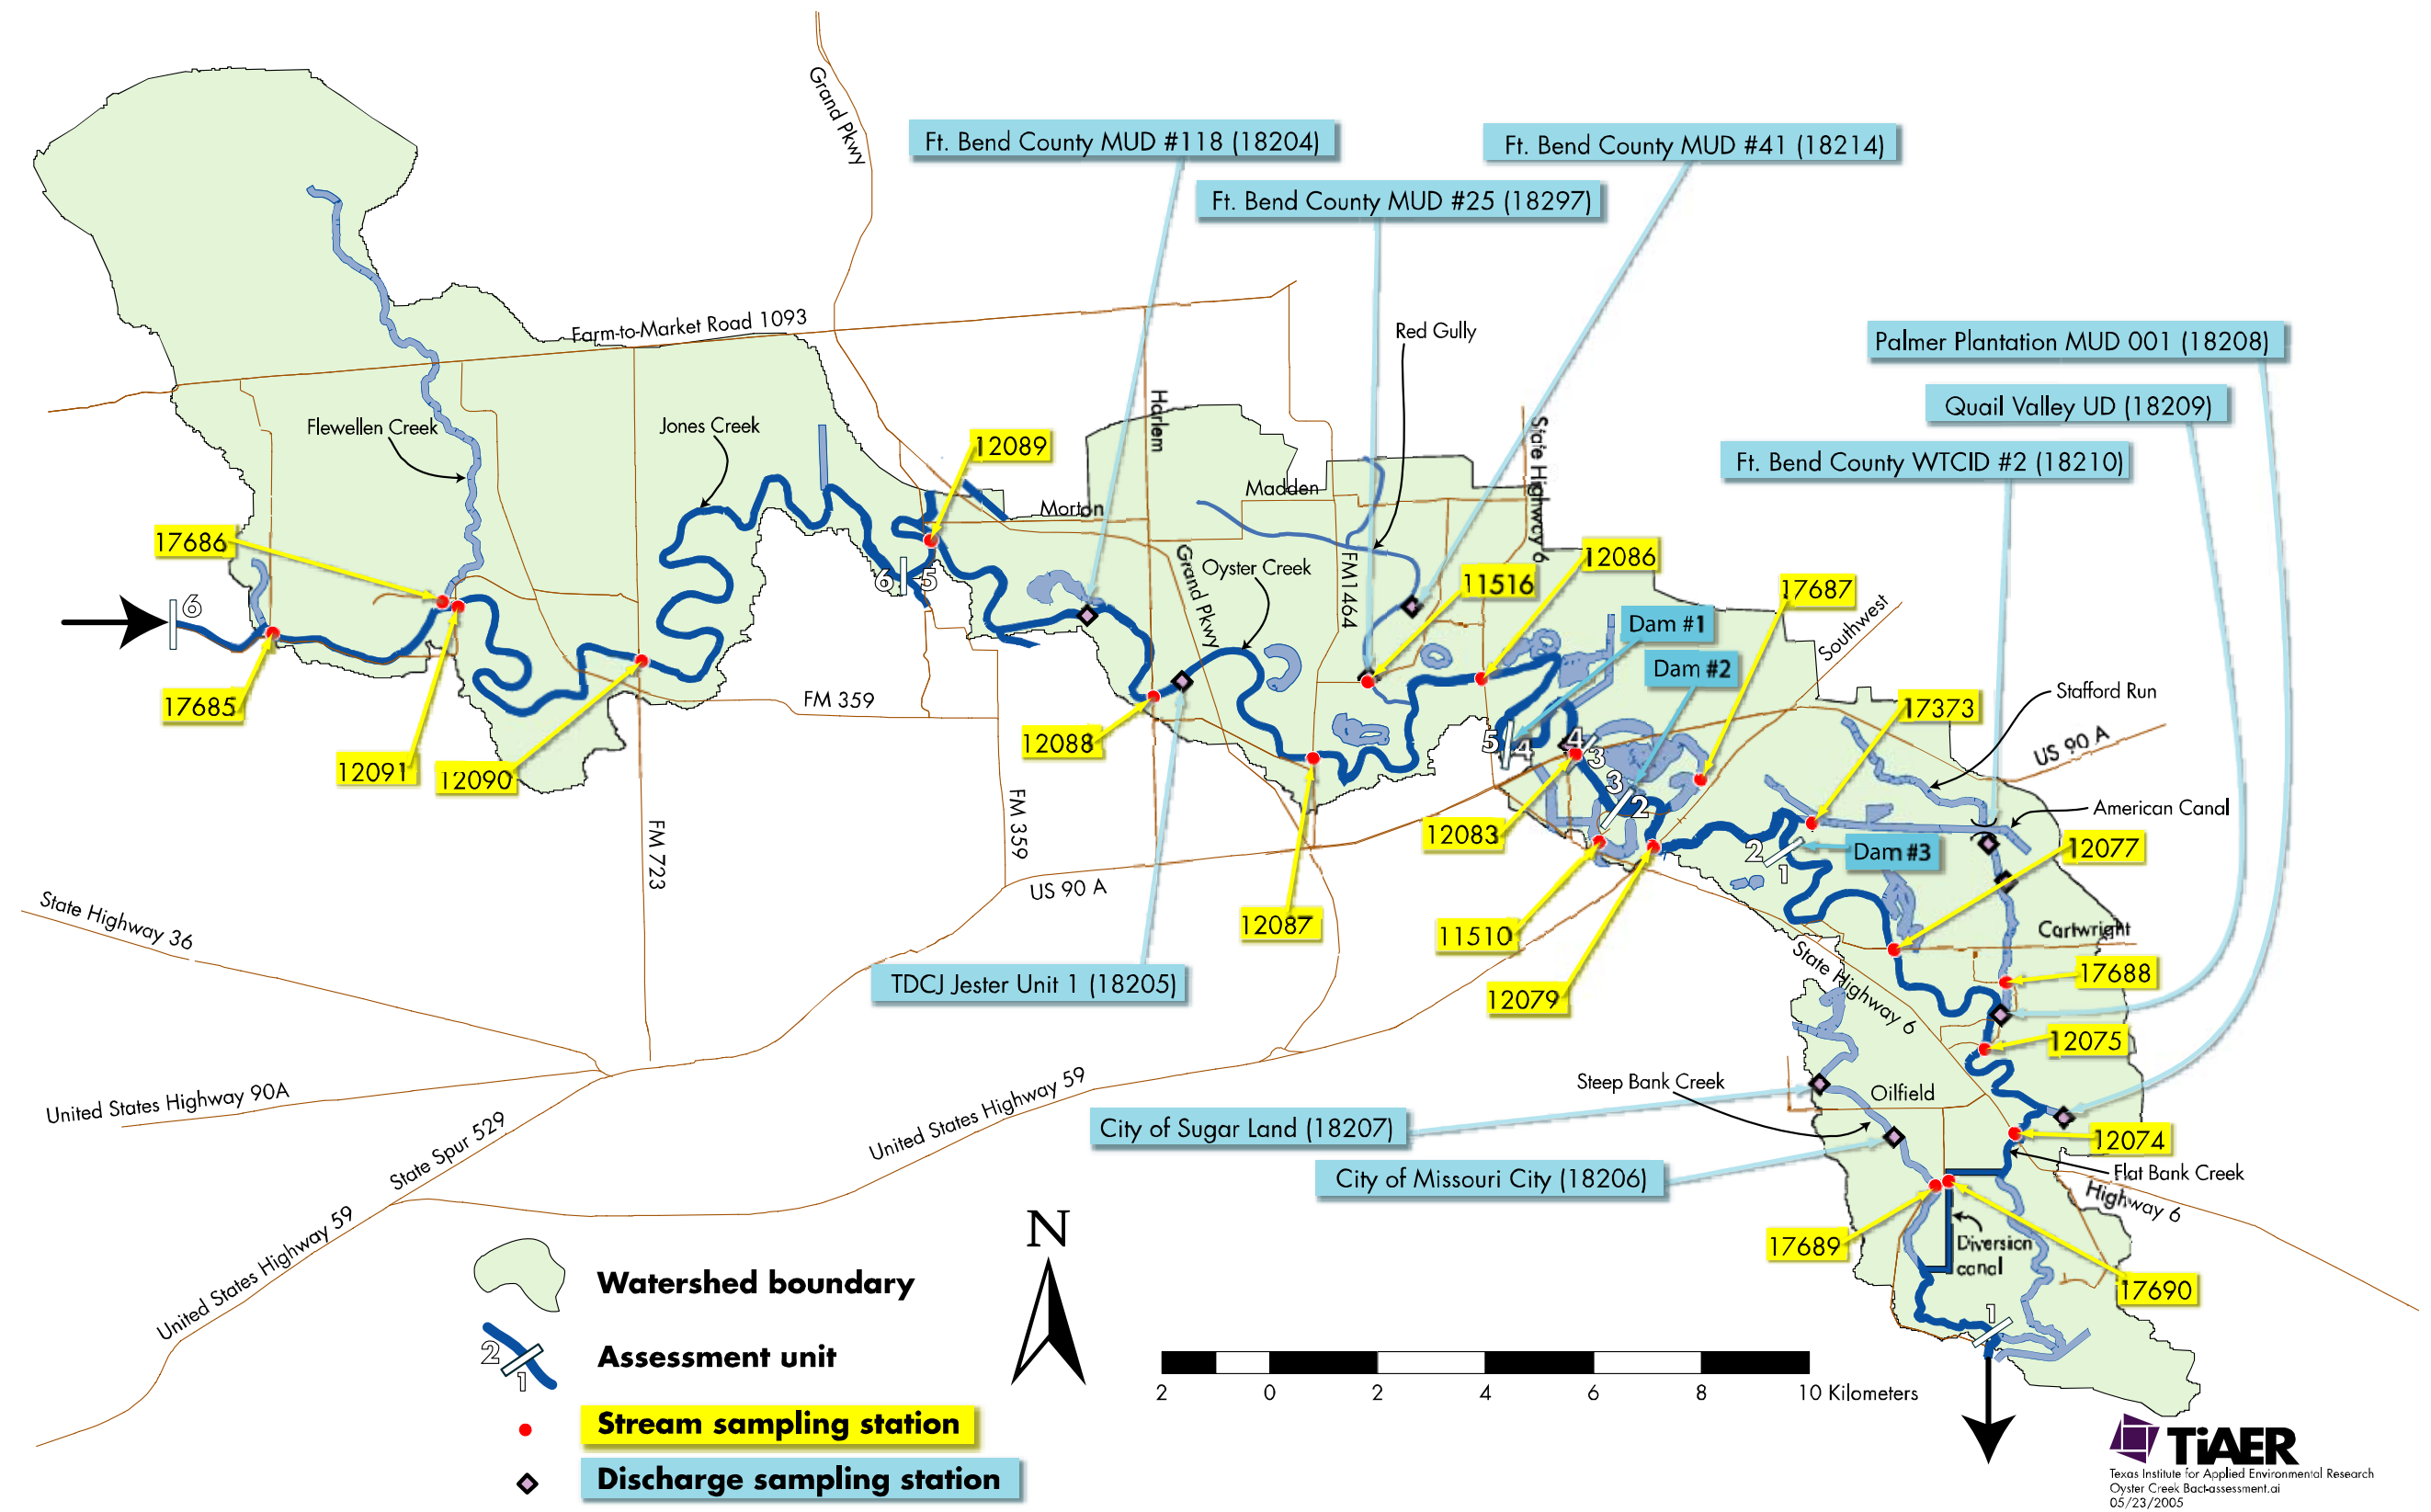 Grand Pkwy
Ft. Bend County MUD #118 (18204)
Ft. Bend County MUD #41 (18214)
Ft. Bend County MUD #25 (18297)
Farm-to-Market Road 1093
Red Gully
Palmer Plantation MUD 001 (18208)
Quail Valley UD (18209)
Ft. Bend County WTCID #2 (18210)
Flewellen Creek
Jones Creek
12089
Harlem
Madden
Morton
State Highway 6
17686
6
6
5
Grand Pkwy
Oyster Creek
FM1464
11516
12086
17687
Dam #1
Dam #2
Southwest
17685
12091
12090
FM 359
12088
5
4
4
3
3
2
17373
Stafford Run
US 90 A
American Canal
12083
2
1
Dam #3
12077
FM 723
FM 359
US 90 A
12087
11510
Cartwright
State Highway 36
TDCJ Jester Unit 1 (18205)
12079
State Highway 6
17688
12075
United States Highway 90A
State Spur 529
United States Highway 59
Steep Bank Creek
Oilfield
City of Sugar Land (18207)
12074
City of Missouri City (18206)
Flat Bank Creek
Highway 6
United States Highway 59
17689
Diversion
canal
17690
1
N
Watershed boundary
2
1
Assessment unit
Stream sampling station
Discharge sampling station
2 0 2 4 6 8 10 Kilometers
TiAER
Texas Institute for Applied Environmental Research
Oyster Creek Bact-assessment.ai
05/23/2005